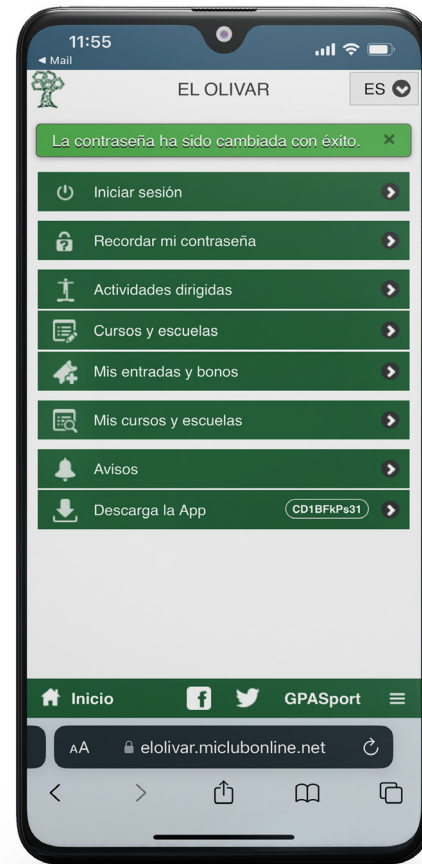 11:55
Mail
EL OLIVAR
ES
La contraseña ha sido cambiada con éxito.
Iniciar sesión
Recordar mi contraseña
Actividades dirigidas
Cursos y escuelas
Mis entradas y bonos
Mis cursos y escuelas
Avisos
Descarga la App CD1BFkPs31
Inicio GPASport
AA elolivar.miclubonline.net